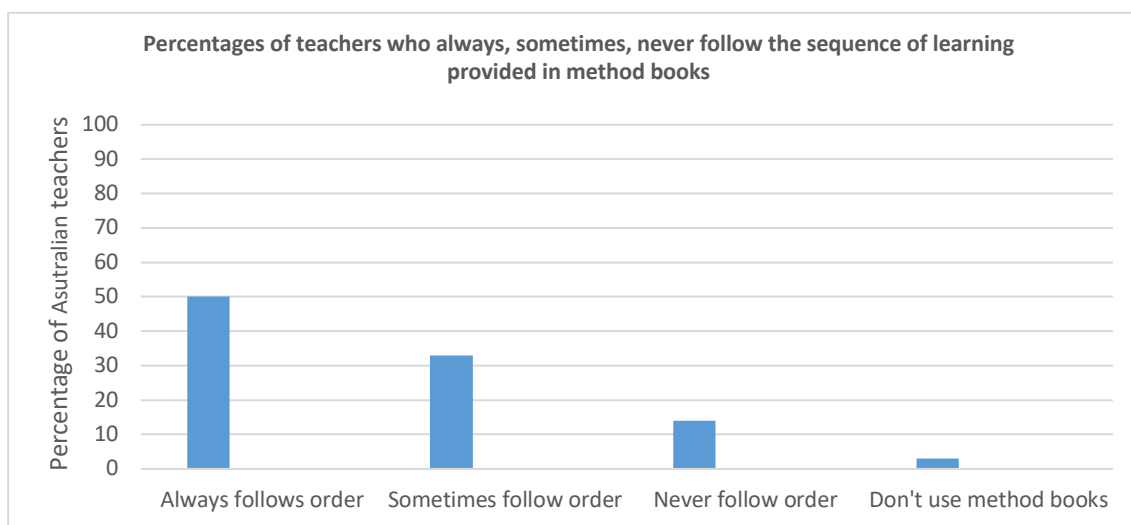 Percentages of teachers who always, sometimes, never follow the sequence of learning
provided in method books
Percentage of Asutralian teachers
100
90
80
70
60
50
40
30
20
10
0
Always follows order
Sometimes follow order
Never follow order
Don't use method books